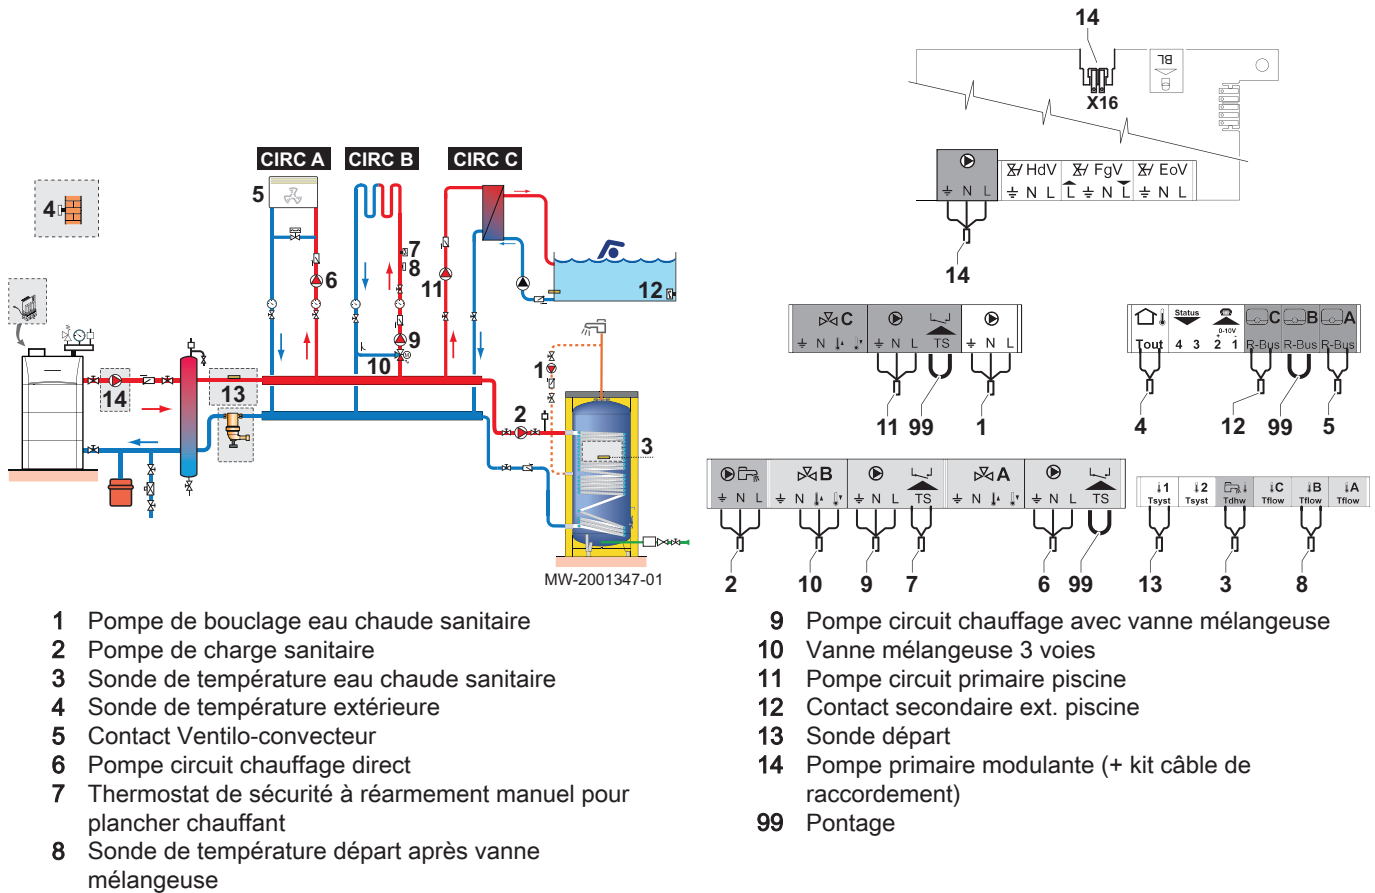 14
BL
X16
HdV FgV EoV
N L N L L N L N L
14
CIRC A CIRC B CIRC C
5
4
7
8
6
11
12
9
10
1
14
13
2
3
MW-2001347-01
C
N N L TS N L
11 99 1
Tout Status 4 3 0-10V 2 1 C R-Bus B R-Bus A R-Bus
4 12 99 5
B A
N L N N L TS N N L TS
2 10 9 7 6 99
1 Tsyst 2 Tsyst Tdhw C Tflow B Tflow A Tflow
13 3 8
1 Pompe de bouclage eau chaude sanitaire
2 Pompe de charge sanitaire
3 Sonde de température eau chaude sanitaire
4 Sonde de température extérieure
5 Contact Ventilo-convecteur
6 Pompe circuit chauffage direct
7 Thermostat de sécurité à réarmement manuel pour
plancher chauffant
8 Sonde de température départ après vanne
mélangeuse
9 Pompe circuit chauffage avec vanne mélangeuse
10 Vanne mélangeuse 3 voies
11 Pompe circuit primaire piscine
12 Contact secondaire ext. piscine
13 Sonde départ
14 Pompe primaire modulante (+ kit câble de
raccordement)
99 Pontage